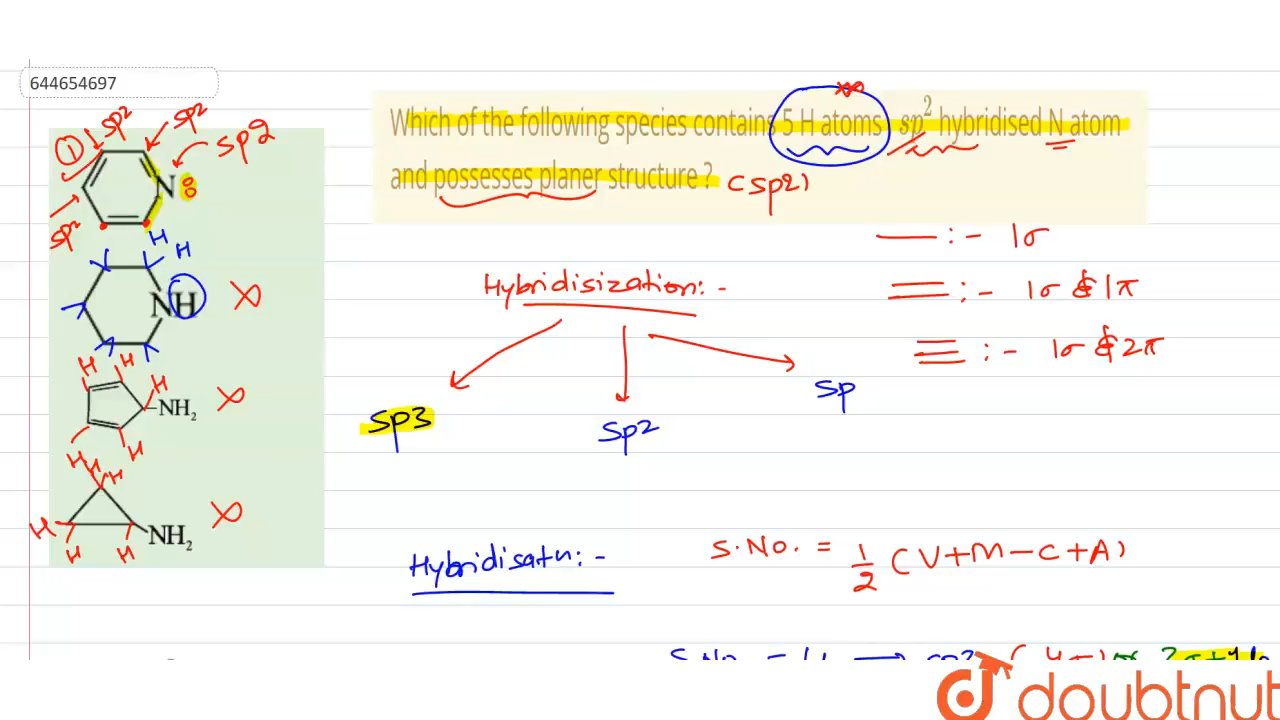 644654697
Which of the following species contains 5 H atoms, sp2 hybridised N atom
and possesses planer structure ?
(sp2)
1
sp2
sp2
sp2
N
sp2
H
H
NH
H
H
H
NH2
H
H
H
H
H
NH2
H
H
— :- 1σ
Hybridisization:-
= :- 1σ & 1π
≡ :- 1σ & 2π
sp3
sp2
sp
Hybridisatn:-
S.No. = 1/2 (V+M-C+A)
doubtnut